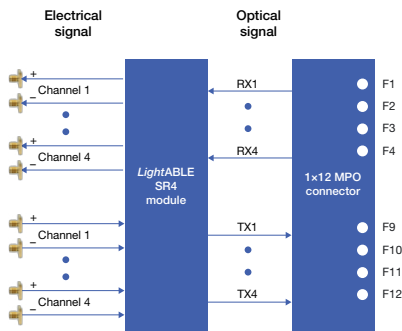 Electrical
signal
Optical
signal
+
Channel 1
−
+
Channel 4
−
RX1
RX4
LightABLE
SR4
module
1×12 MPO
connector
F1
F2
F3
F4
+
Channel 1
−
+
Channel 4
−
TX1
TX4
F9
F10
F11
F12